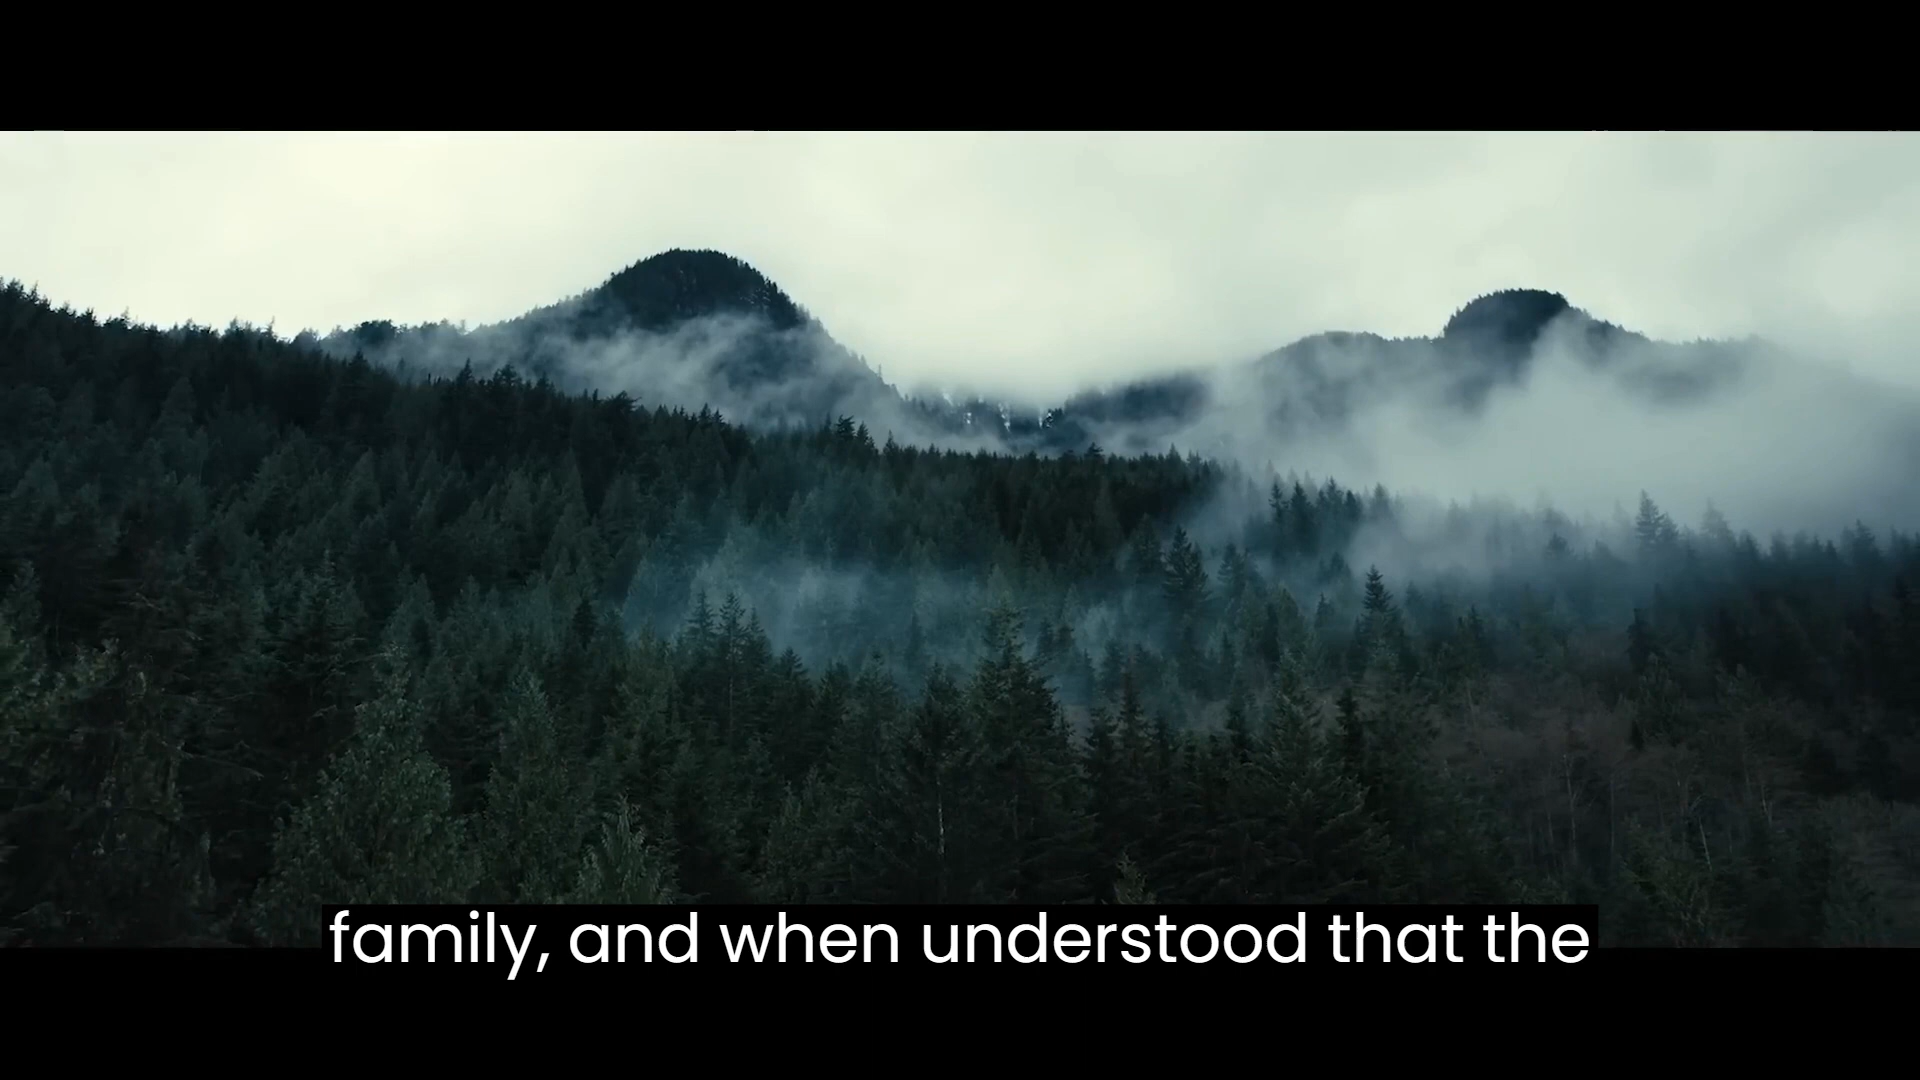 family, and when understood that the